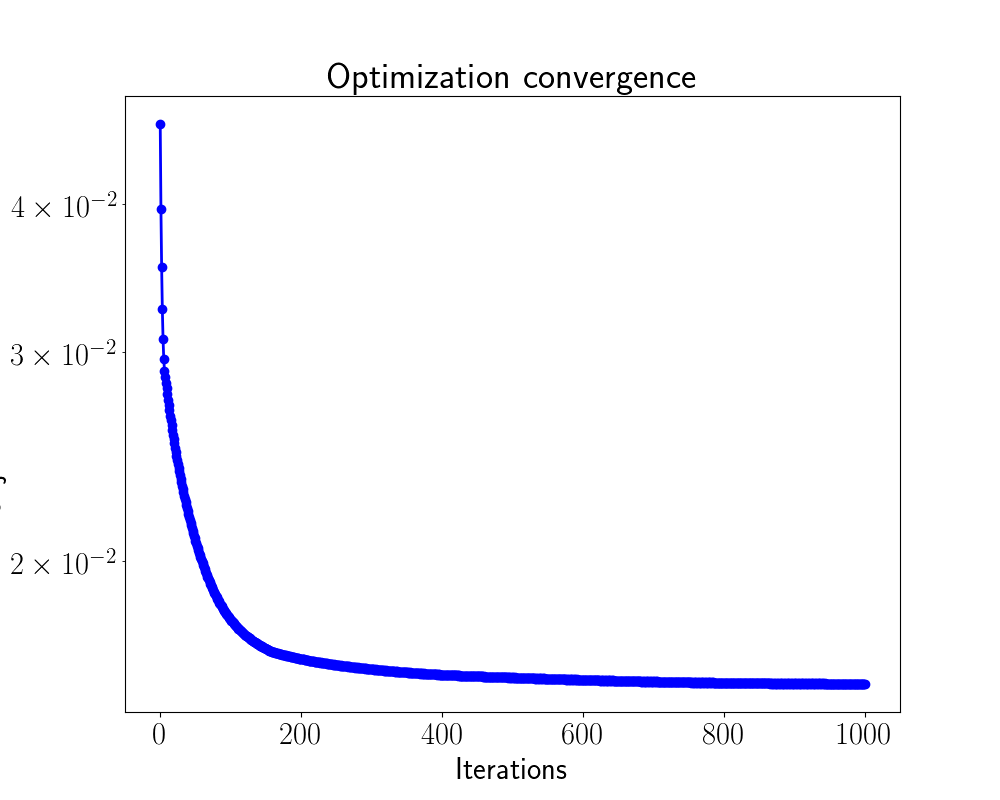 Optimization convergence
4 × 10⁻²
3 × 10⁻²
2 × 10⁻²
0 200 400 600 800 1000
Iterations